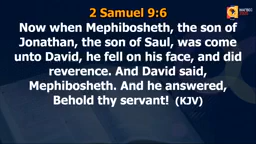 2 Samuel 9:6
Now when Mephibosheth, the son of
Jonathan, the son of Saul, was come
unto David, he fell on his face, and did
reverence. And David said,
Mephibosheth. And he answered,
Behold thy servant! (KJV)